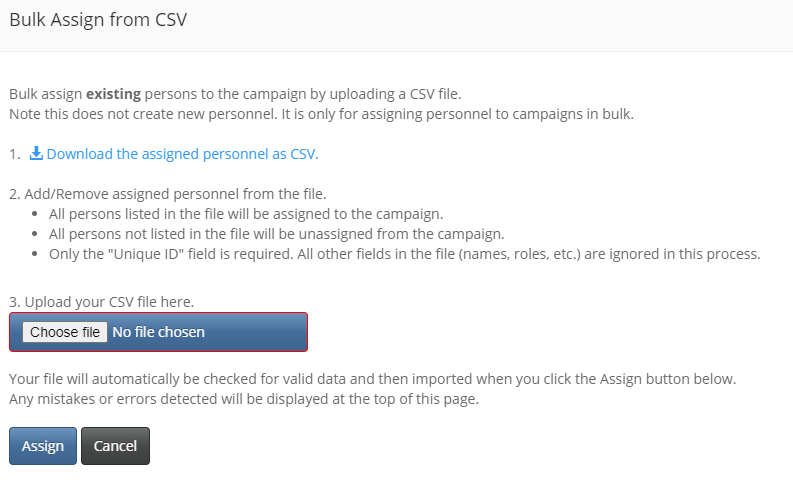 Bulk Assign from CSV
Bulk assign existing persons to the campaign by uploading a CSV file.
Note this does not create new personnel. It is only for assigning personnel to campaigns in bulk.
1. Download the assigned personnel as CSV.
2. Add/Remove assigned personnel from the file.
• All persons listed in the file will be assigned to the campaign.
• All persons not listed in the file will be unassigned from the campaign.
• Only the "Unique ID" field is required. All other fields in the file (names, roles, etc.) are ignored in this process.
3. Upload your CSV file here.
Choose file No file chosen
Your file will automatically be checked for valid data and then imported when you click the Assign button below.
Any mistakes or errors detected will be displayed at the top of this page.
Assign Cancel